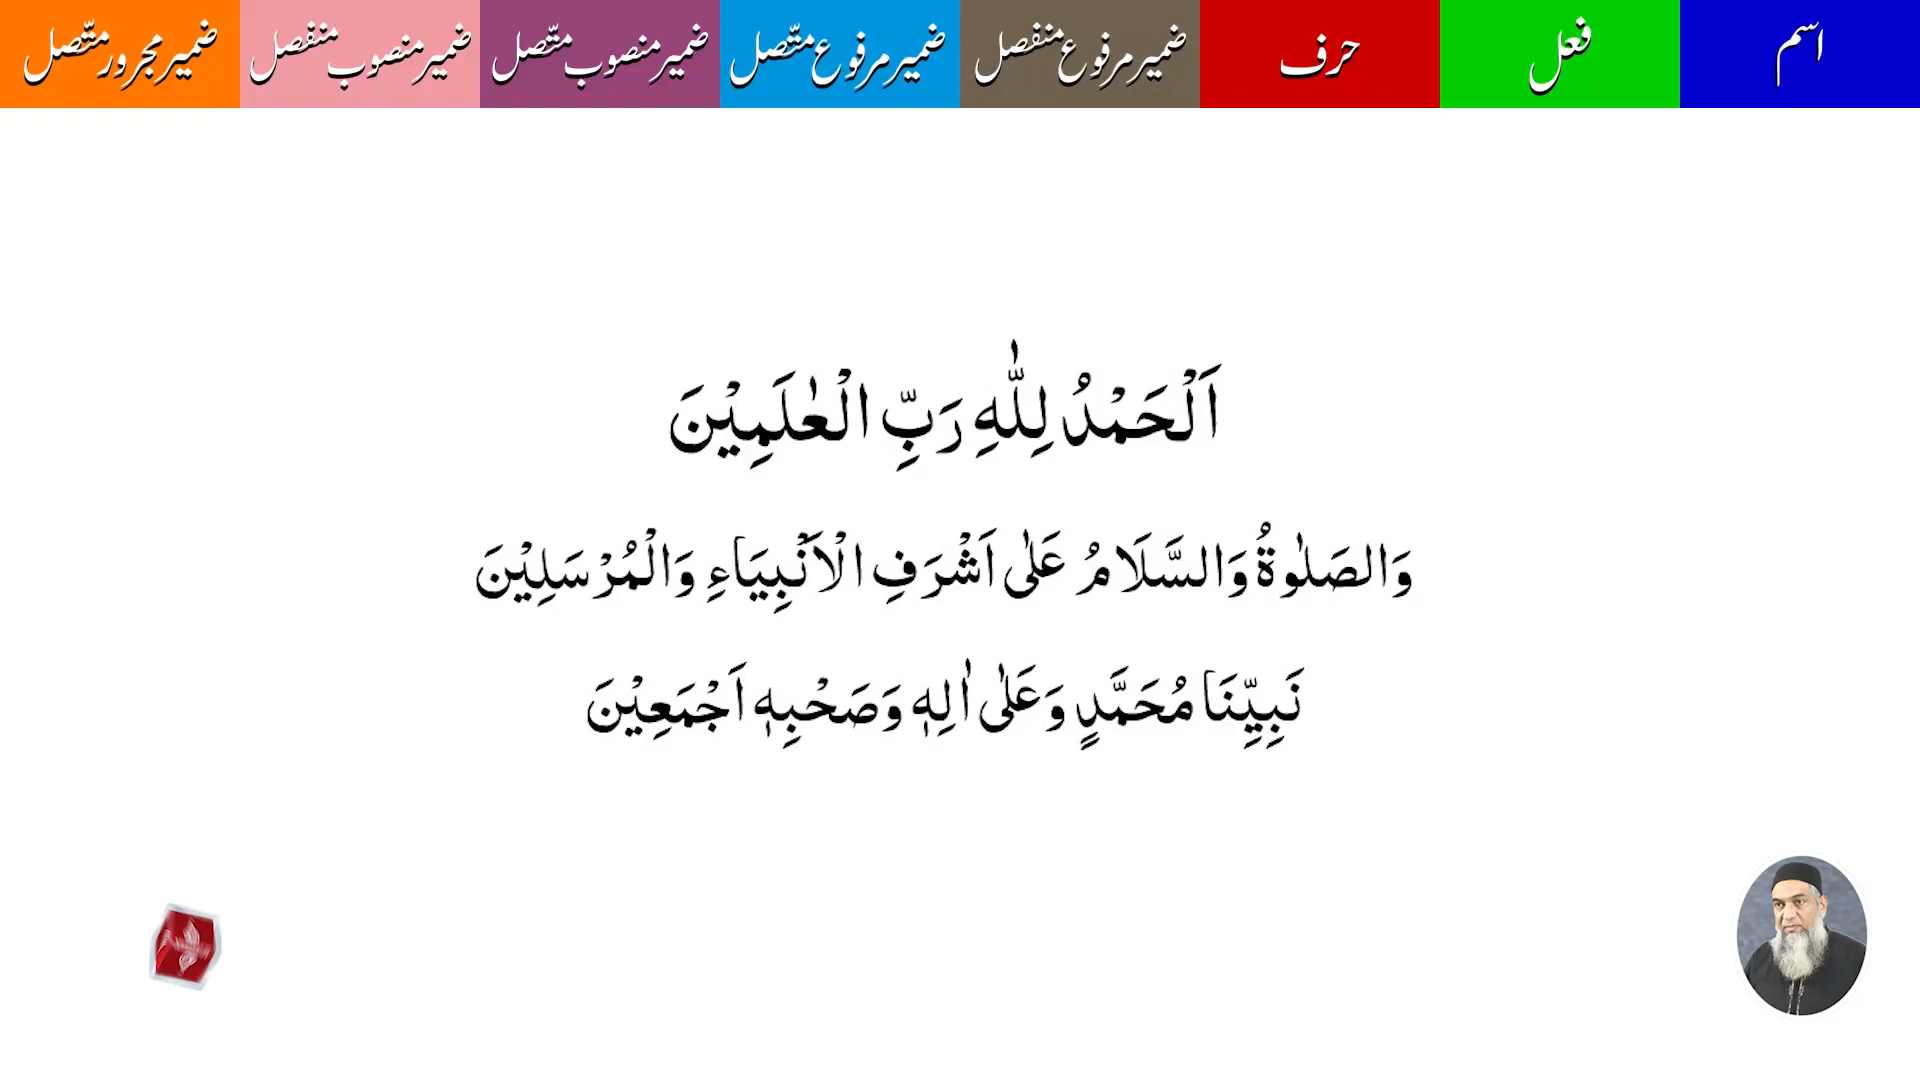 اسم فعل حرف ضمیر مرفوع منفصل ضمیر مرفوع متّصل ضمیر منصوب متّصل ضمیر منصوب منفصل ضمیر مجرور متّصل
اَلْحَمْدُ لِلّٰهِ رَبِّ الْعٰلَمِيْنَ
وَالصَلٰوةُ وَالسَّلَامُ عَلٰى اَشْرَفِ الْاَنْۢبِيَاءِ وَالْمُرْسَلِيْنَ
نَبِيِّنَا مُحَمَّدٍ وَعَلٰى اٰلِهٖ وَصَحْبِهٖ اَجْمَعِيْنَ